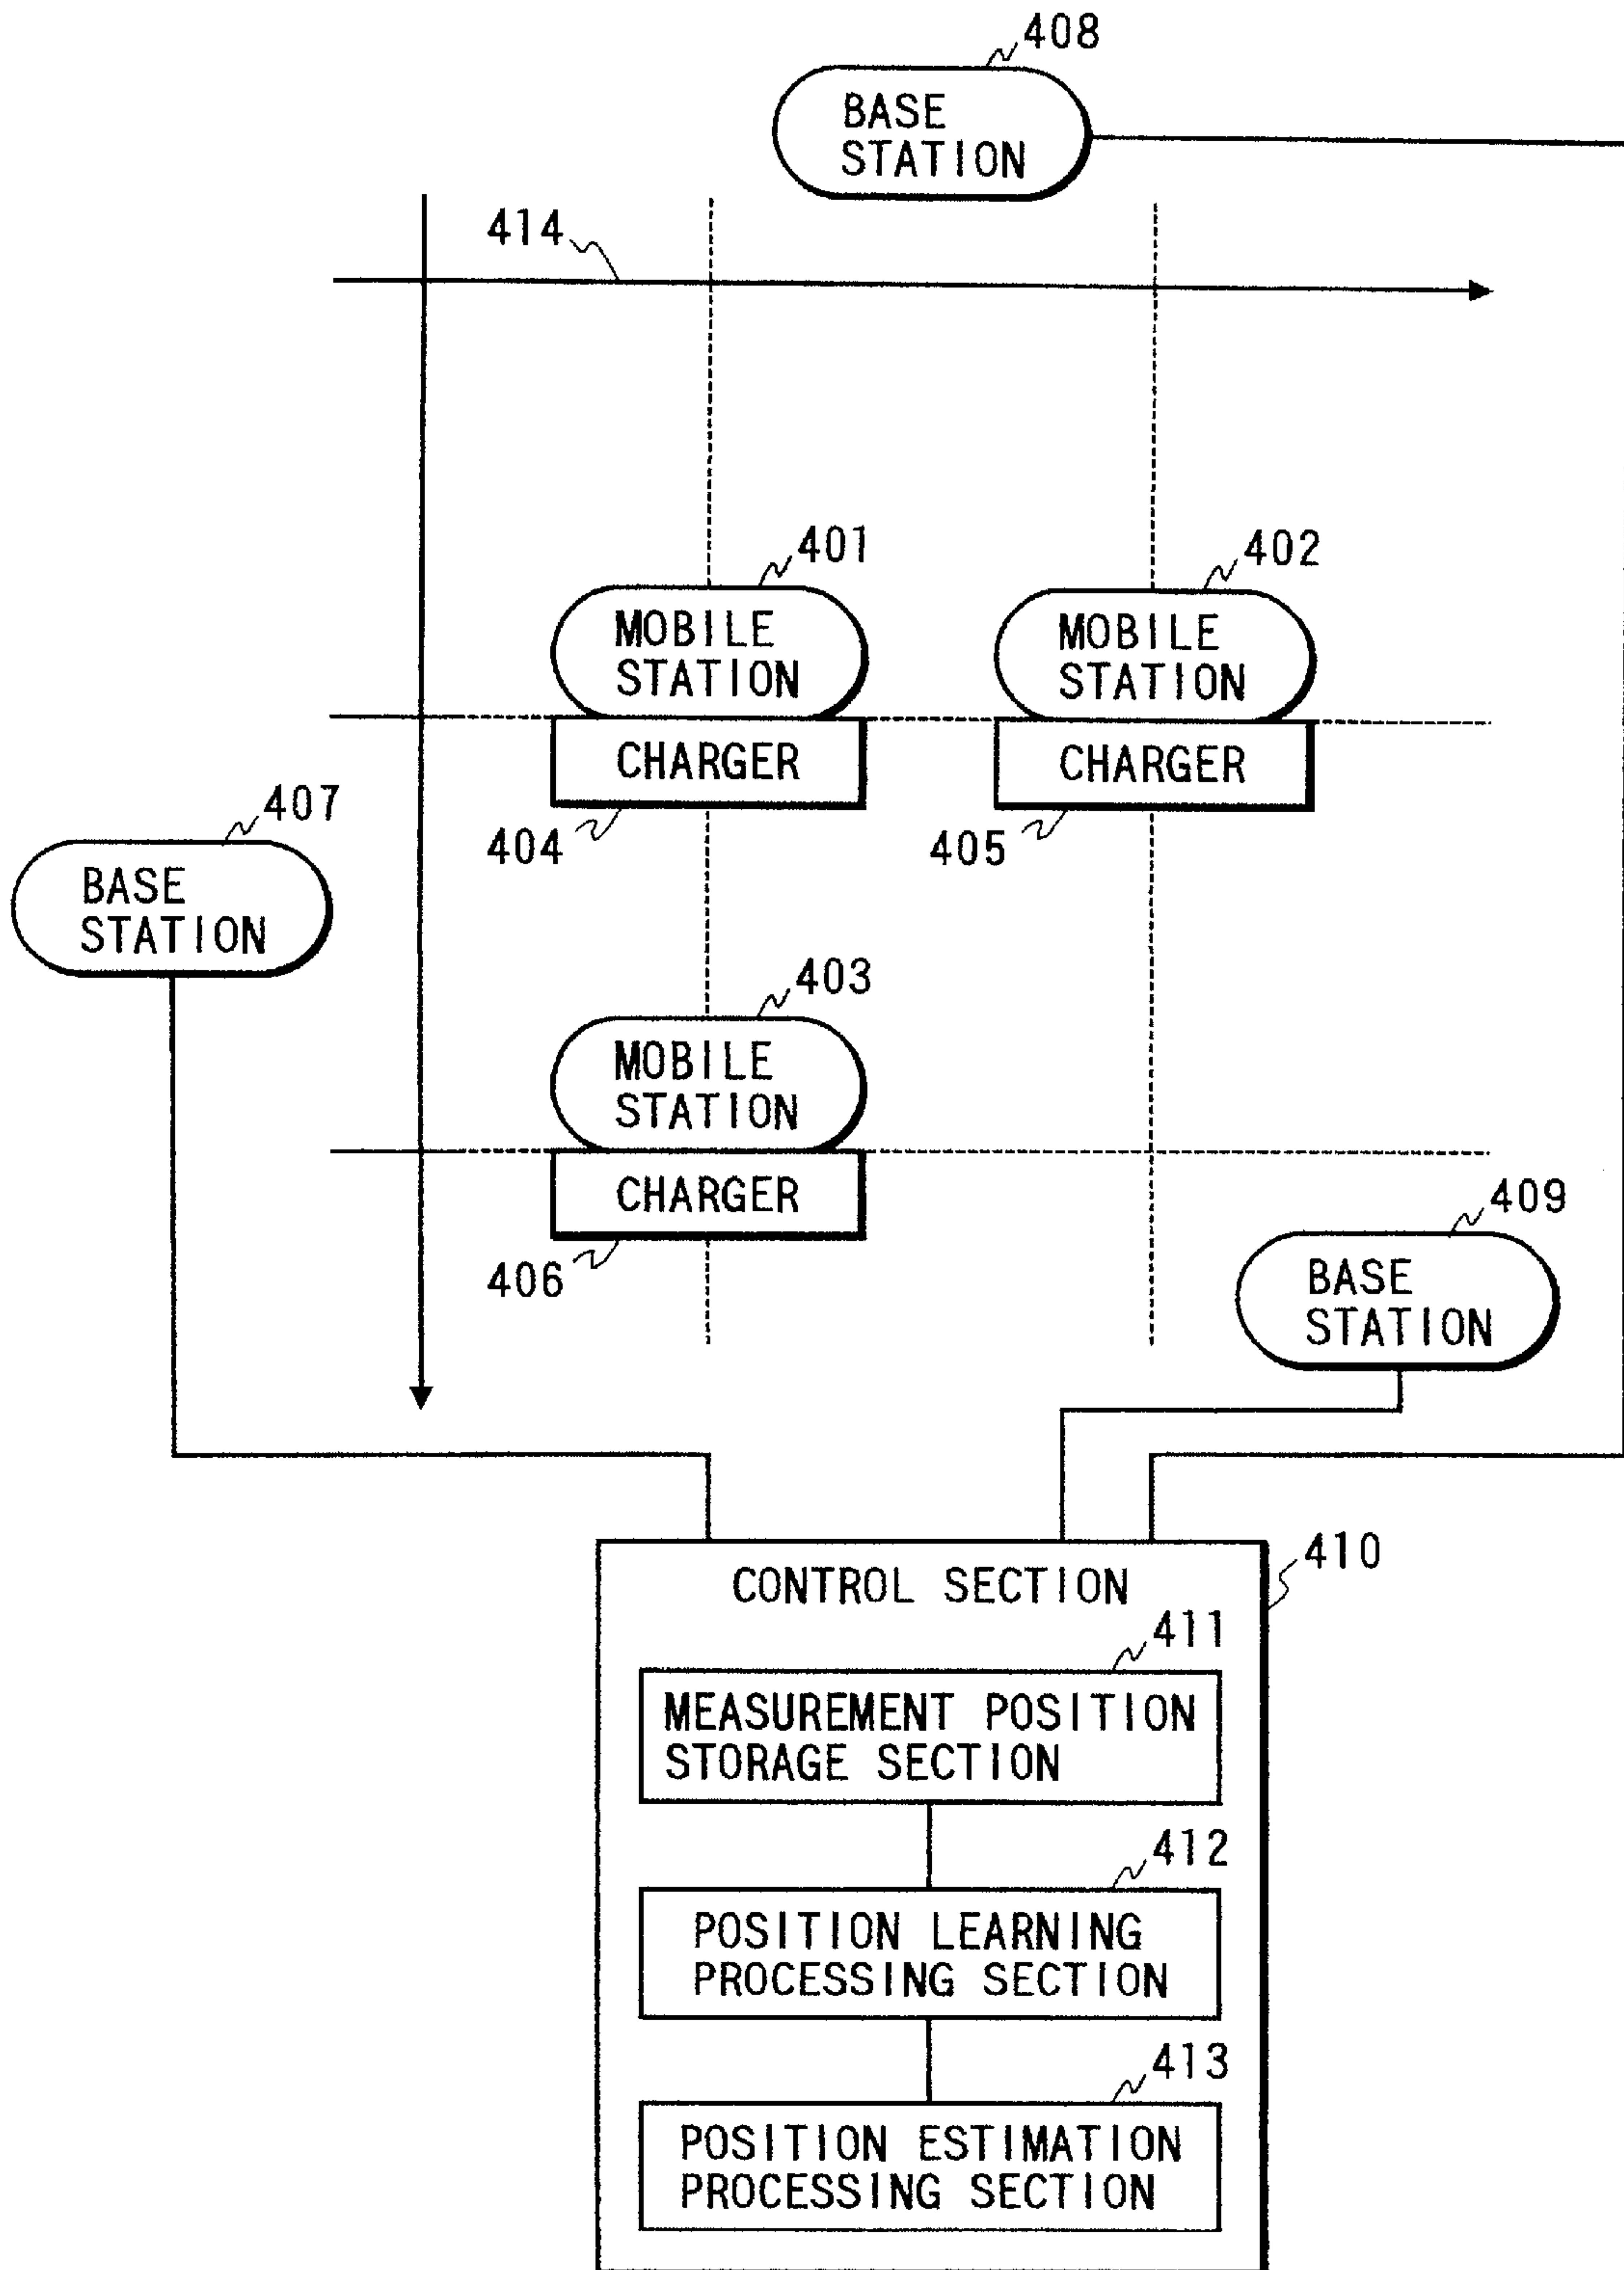 408
BASE
STATION
414
401
402
MOBILE
STATION
MOBILE
STATION
CHARGER
CHARGER
407
404
405
BASE
STATION
403
MOBILE
STATION
CHARGER
409
406
BASE
STATION
410
CONTROL SECTION
411
MEASUREMENT POSITION
STORAGE SECTION
412
POSITION LEARNING
PROCESSING SECTION
413
POSITION ESTIMATION
PROCESSING SECTION